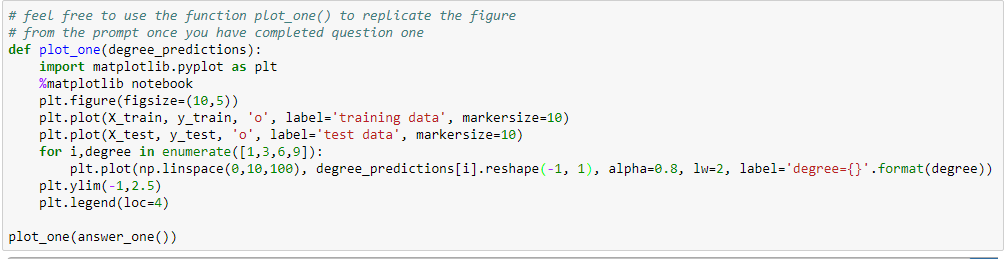 # feel free to use the function plot_one() to replicate the figure
# from the prompt once you have completed question one
def plot_one(degree_predictions):
    import matplotlib.pyplot as plt
    %matplotlib notebook
    plt.figure(figsize=(10,5))
    plt.plot(X_train, y_train, 'o', label='training data', markersize=10)
    plt.plot(X_test, y_test, 'o', label='test data', markersize=10)
    for i,degree in enumerate([1,3,6,9]):
        plt.plot(np.linspace(0,10,100), degree_predictions[i].reshape(-1, 1), alpha=0.8, lw=2, label='degree={}'.format(degree))
    plt.ylim(-1,2.5)
    plt.legend(loc=4)
plot_one(answer_one())